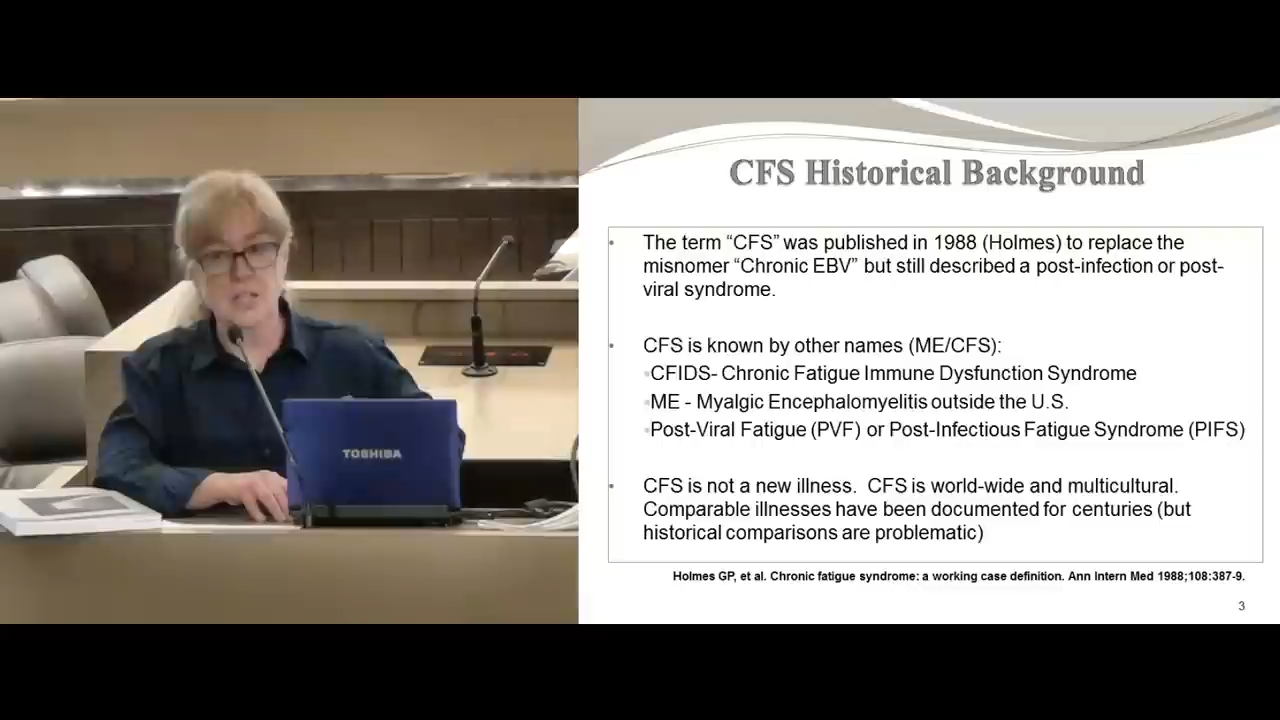 CFS Historical Background
• The term “CFS” was published in 1988 (Holmes) to replace the
misnomer “Chronic EBV” but still described a post-infection or post-
viral syndrome.
• CFS is known by other names (ME/CFS):
▪CFIDS- Chronic Fatigue Immune Dysfunction Syndrome
▪ME - Myalgic Encephalomyelitis outside the U.S.
▪Post-Viral Fatigue (PVF) or Post-Infectious Fatigue Syndrome (PIFS)
• CFS is not a new illness.  CFS is world-wide and multicultural.
Comparable illnesses have been documented for centuries (but
historical comparisons are problematic)
Holmes GP, et al. Chronic fatigue syndrome: a working case definition. Ann Intern Med 1988;108:387-9.
3
TOSHIBA